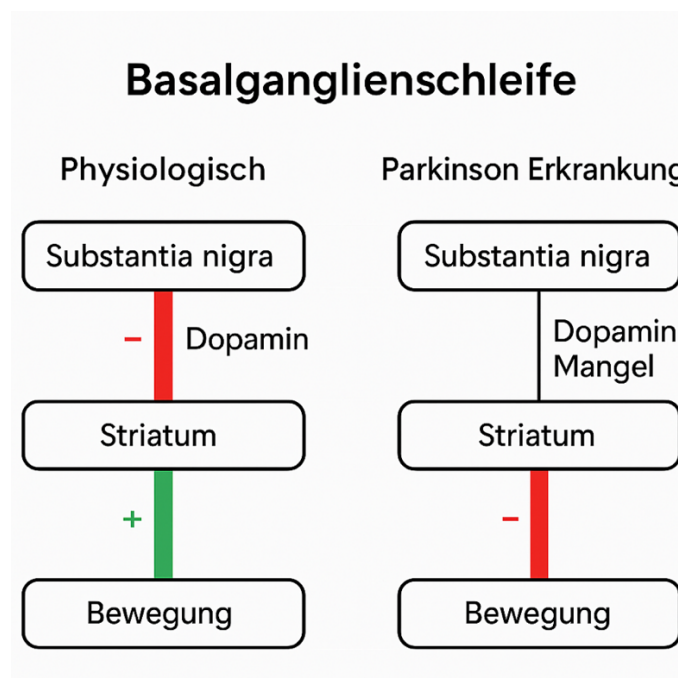 Basalganglienschleife
Physiologisch
Parkinson Erkrankung
Substantia nigra
Substantia nigra
− Dopamin
Dopamin
Mangel
Striatum
Striatum
+
−
Bewegung
Bewegung